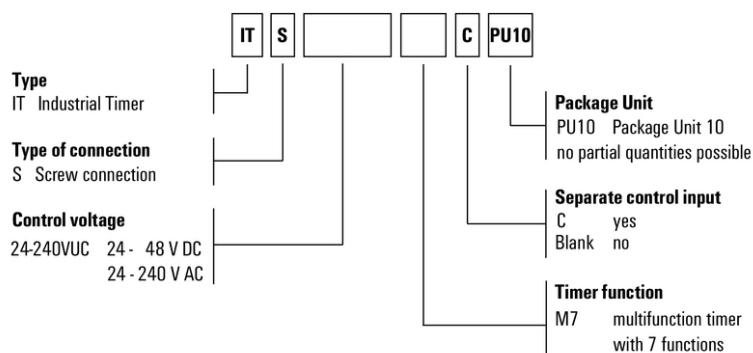 IT S C PU10
Type
IT Industrial Timer
Type of connection
S Screw connection
Control voltage
24-240VUC 24 - 48 V DC
24 - 240 V AC
Package Unit
PU10 Package Unit 10
no partial quantities possible
Separate control input
C yes
Blank no
Timer function
M7 multifunction timer
with 7 functions